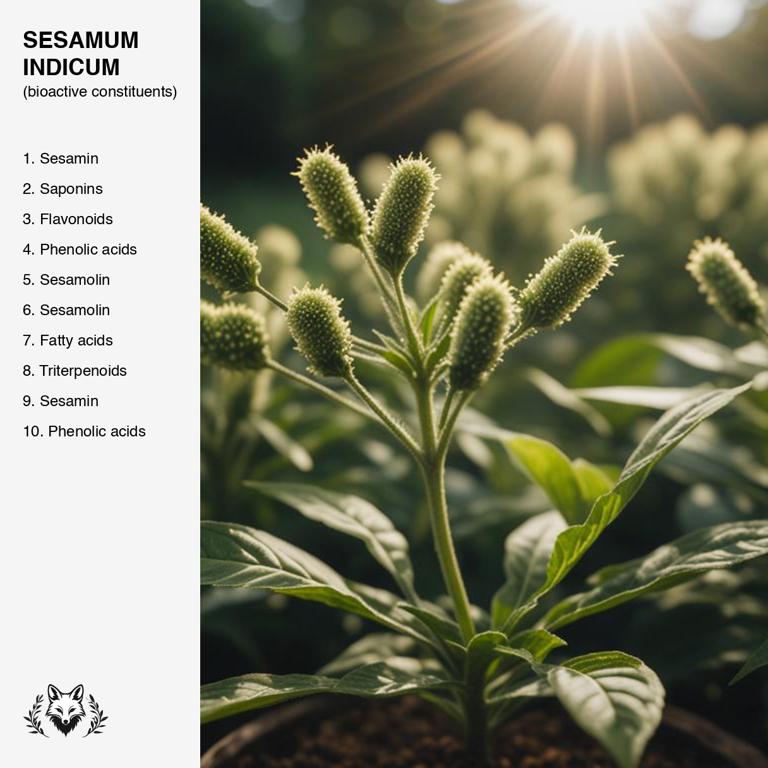 SESAMUM
INDICUM
(bioactive constituents)
1. Sesamin
2. Saponins
3. Flavonoids
4. Phenolic acids
5. Sesamolin
6. Sesamolin
7. Fatty acids
8. Triterpenoids
9. Sesamin
10. Phenolic acids